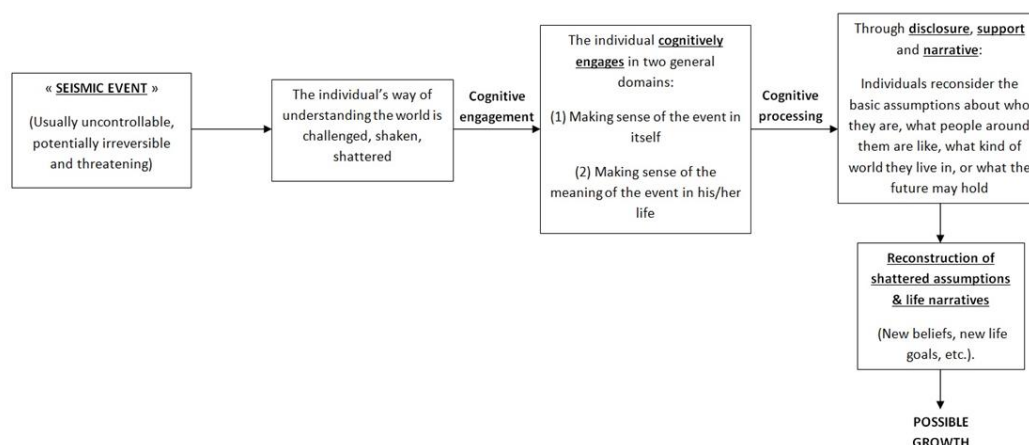 « SEISMIC EVENT »
(Usually uncontrollable,
potentially irreversible
and threatening)
The individual's way of
understanding the world is
challenged, shaken,
shattered
Cognitive
engagement
The individual cognitively
engages in two general
domains:
(1) Making sense of the event in
itself
(2) Making sense of the
meaning of the event in his/her
life
Cognitive
processing
Through disclosure, support
and narrative:
Individuals reconsider the
basic assumptions about who
they are, what people around
them are like, what kind of
world they live in, or what the
future may hold
Reconstruction of
shattered assumptions
& life narratives
(New beliefs, new life
goals, etc.).
POSSIBLE
GROWTH